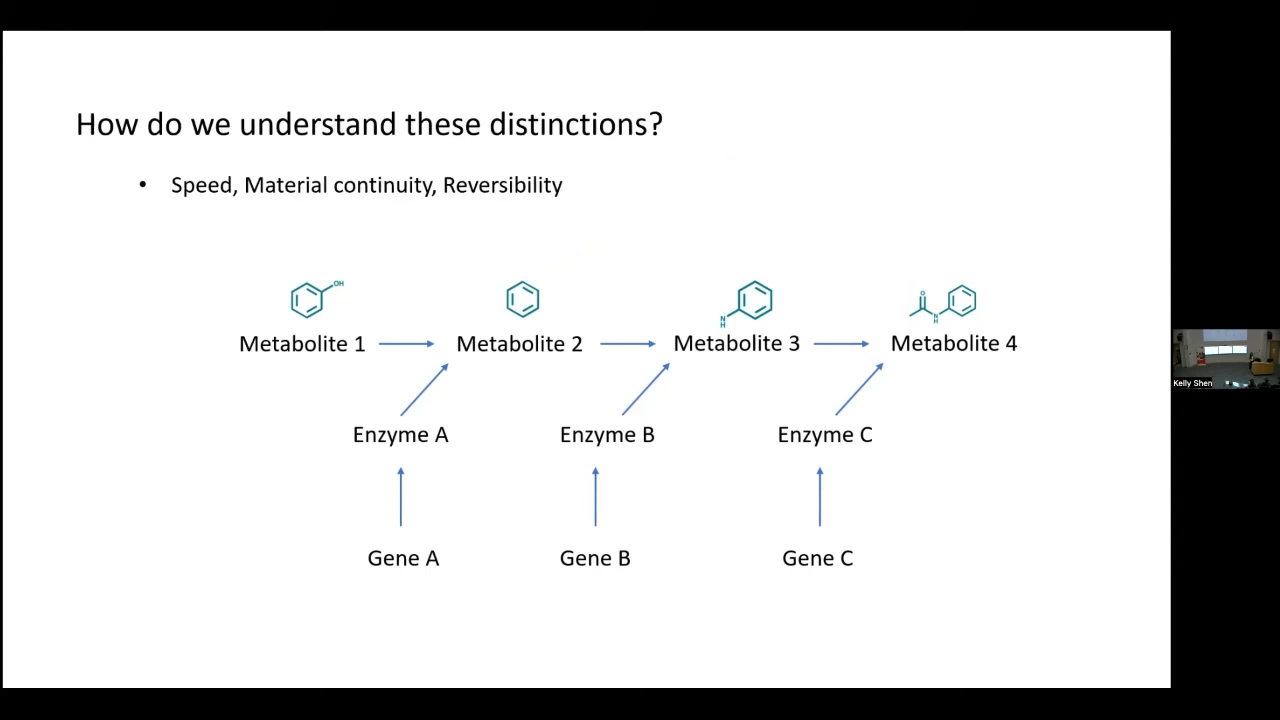 How do we understand these distinctions?
• Speed, Material continuity, Reversibility
OH
O
N
H
N
H
Metabolite 1
Metabolite 2
Metabolite 3
Metabolite 4
Kelly Shen
Enzyme A
Enzyme B
Enzyme C
Gene A
Gene B
Gene C